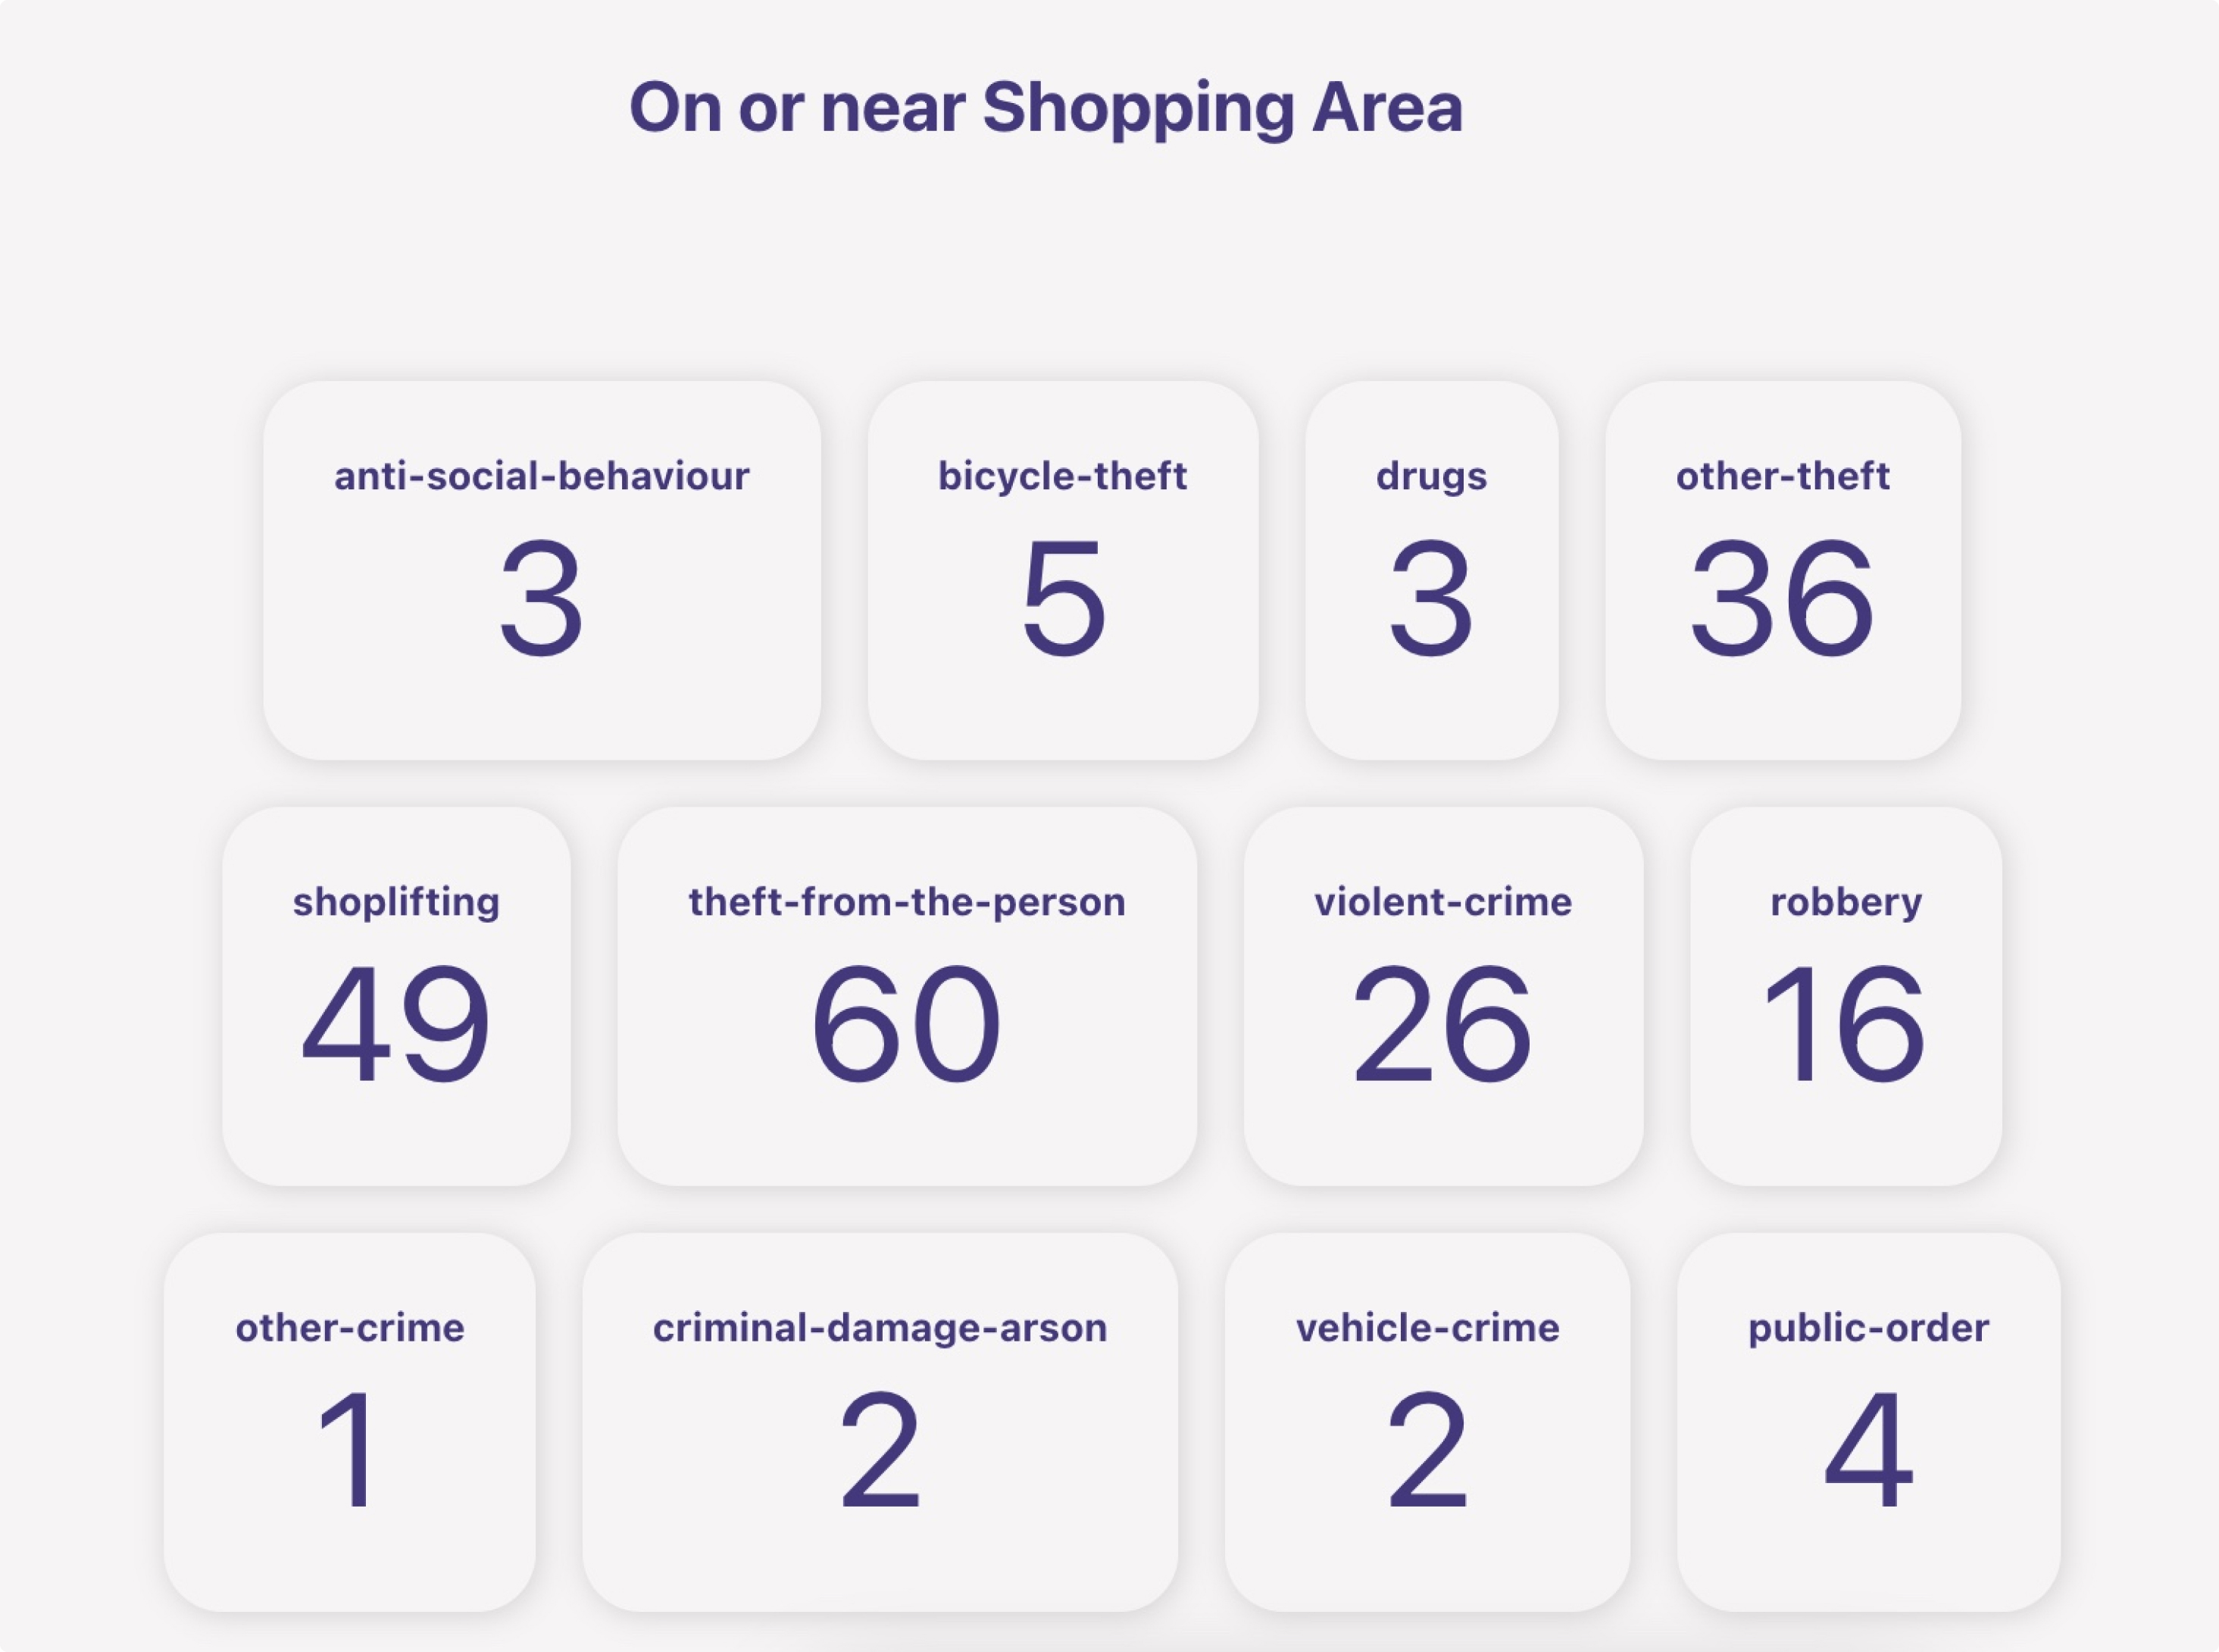 On or near Shopping Area
anti-social-behaviour
3
bicycle-theft
5
drugs
3
other-theft
36
shoplifting
49
theft-from-the-person
60
violent-crime
26
robbery
16
other-crime
1
criminal-damage-arson
2
vehicle-crime
2
public-order
4